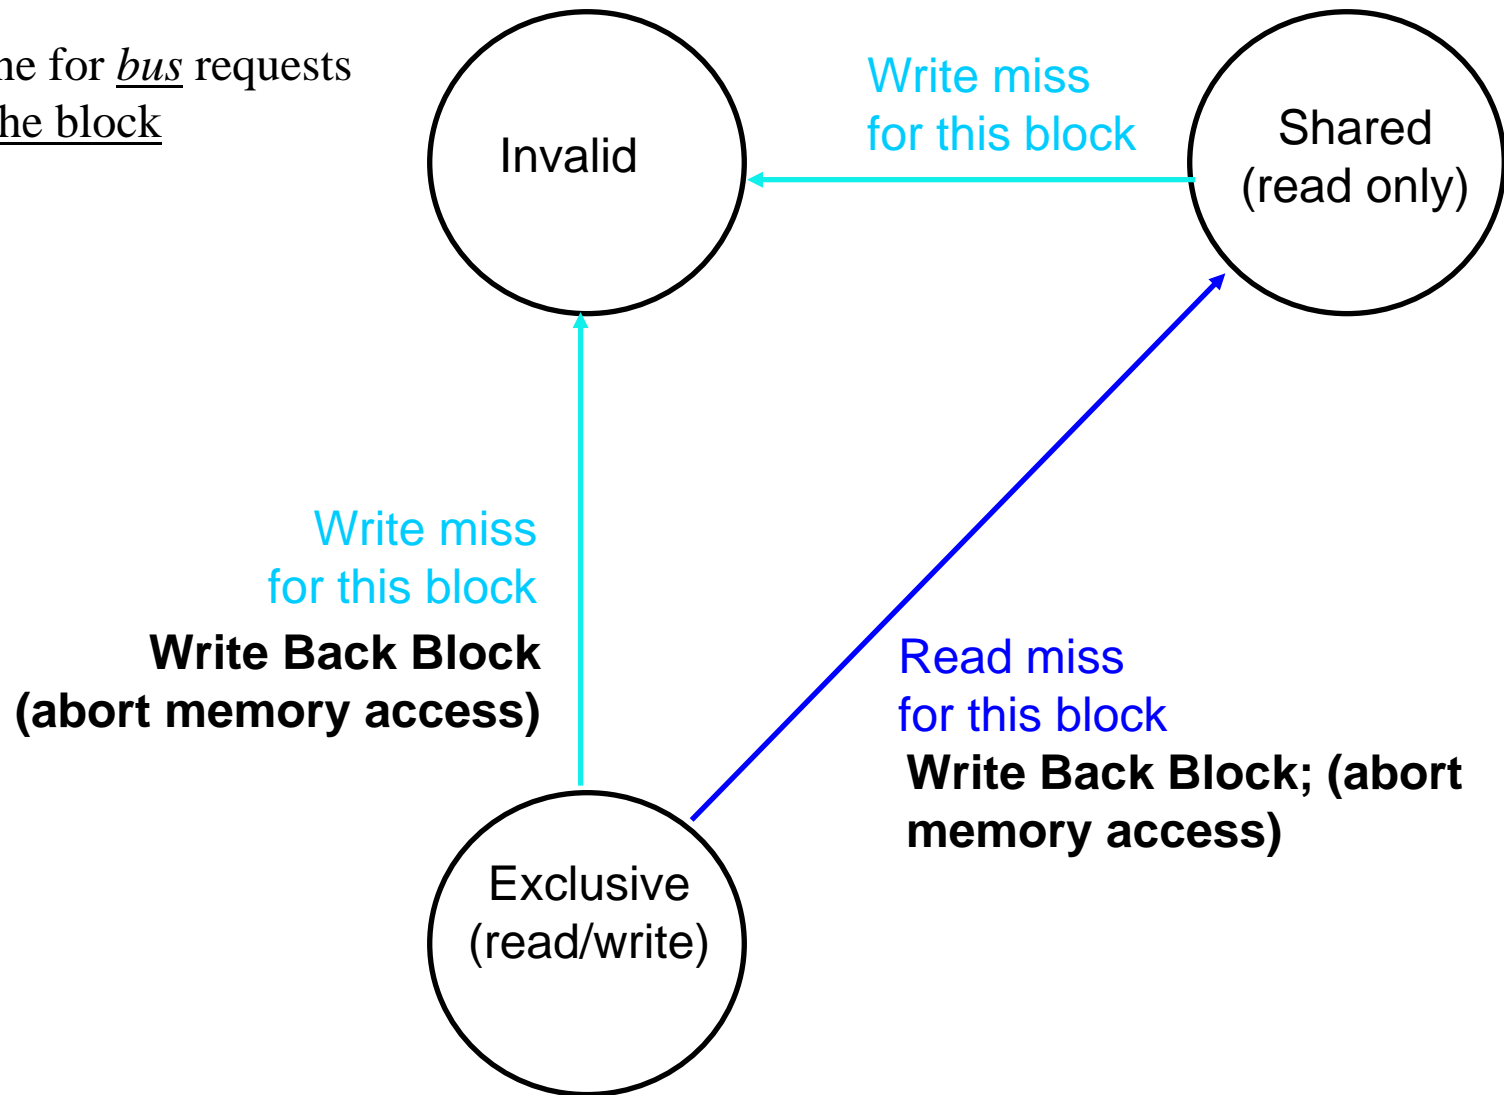 for bus requests
block
Invalid
Write miss
for this block
Shared
(read only)
Write miss
for this block
Write Back Block
(abort memory access)
Read miss
for this block
Write Back Block; (abort
memory access)
Exclusive
(read/write)